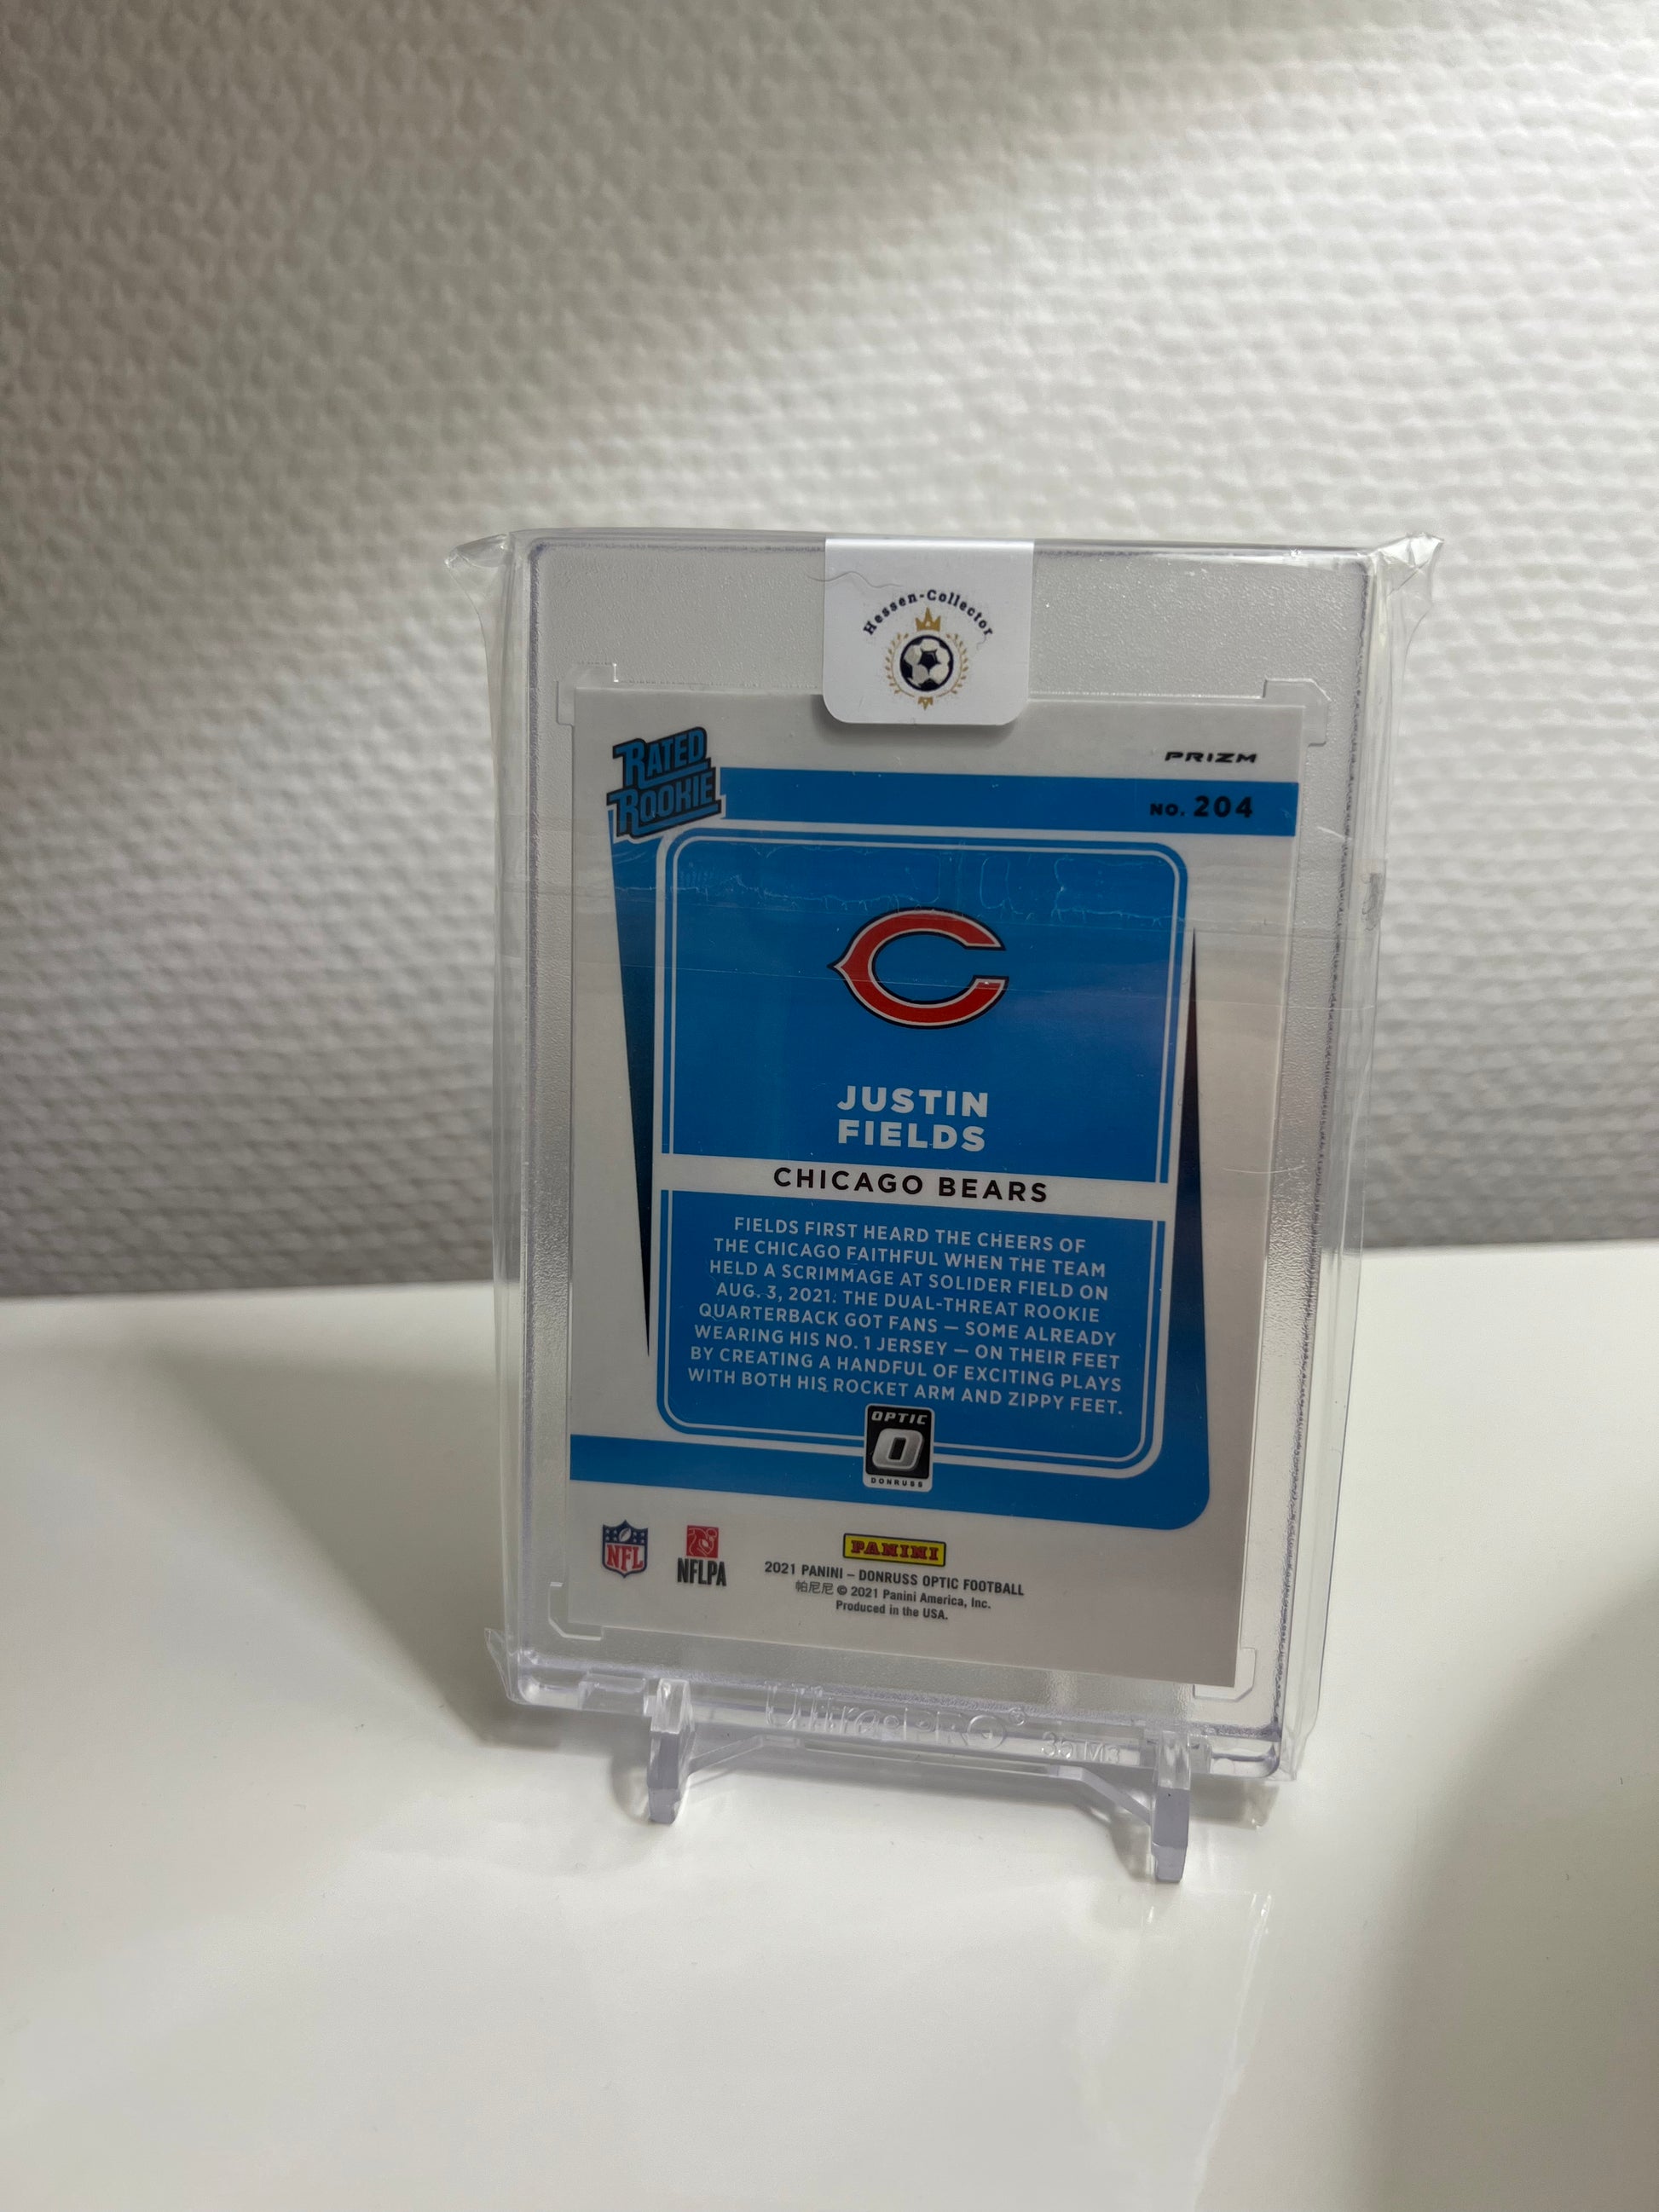 Hessen-Collector
RATED
ROOKIE
PRIZM
NO. 204
JUSTIN
FIELDS
CHICAGO BEARS
FIELDS FIRST HEARD THE CHEERS OF
THE CHICAGO FAITHFUL WHEN THE TEAM
HELD A SCRIMMAGE AT SOLIDER FIELD ON
AUG. 3, 2021. THE DUAL-THREAT ROOKIE
QUARTERBACK GOT FANS — SOME ALREADY
WEARING HIS NO. 1 JERSEY — ON THEIR FEET
BY CREATING A HANDFUL OF EXCITING PLAYS
WITH BOTH HIS ROCKET ARM AND ZIPPY FEET.
OPTIC
O
DONRUSS
NFL
NFLPA
PANINI
2021 PANINI – DONRUSS OPTIC FOOTBALL
帕尼尼 © 2021 Panini America, Inc.
Produced in the USA.
Ultra•PRO®